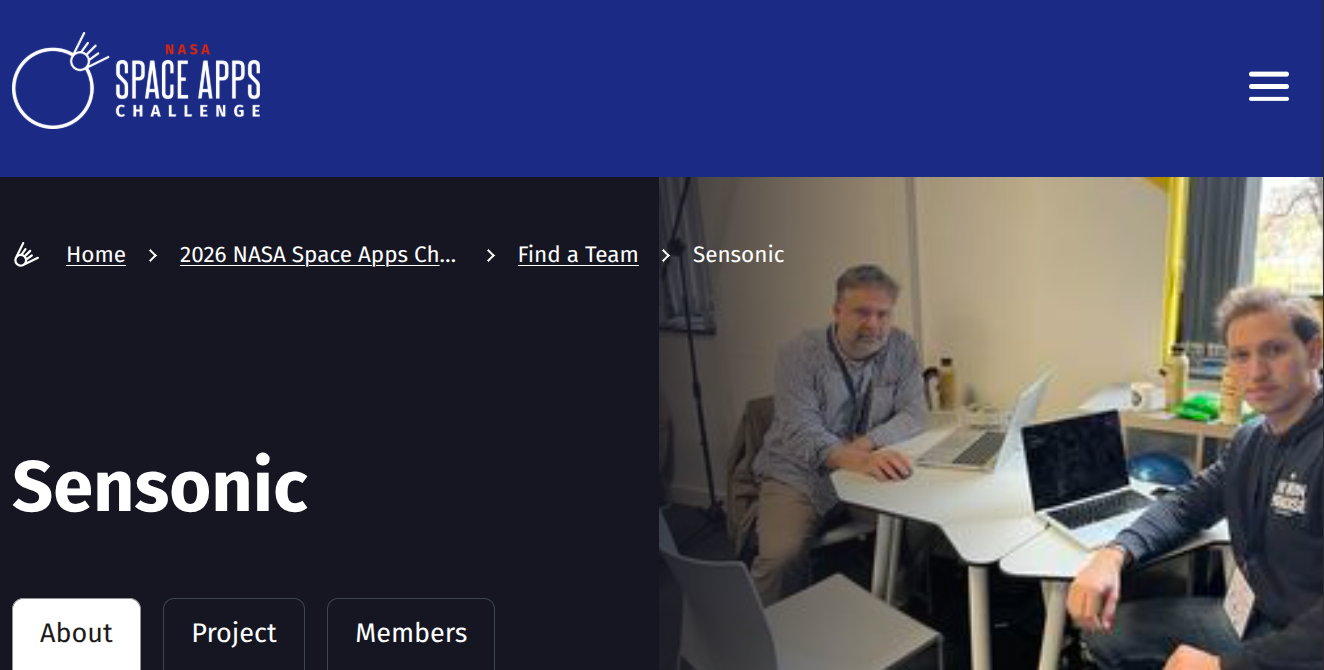 NASA
SPACE APPS
CHALLENGE
Home
2026 NASA Space Apps Ch...
Find a Team
Sensonic
Sensonic
About
Project
Members